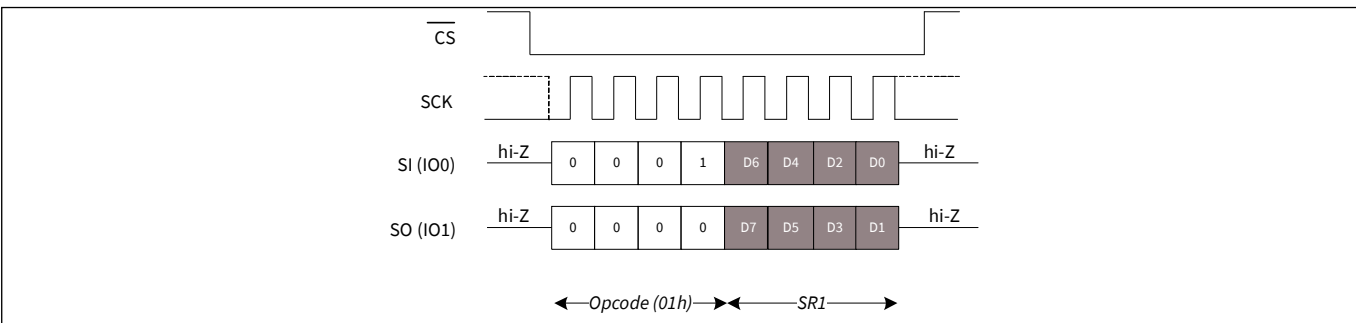 CS
SCK
hi-Z hi-Z
SI (IO0) 0 0 0 1 D6 D4 D2 D0
hi-Z hi-Z
SO (IO1) 0 0 0 0 D7 D5 D3 D1
Opcode (01h) SR1